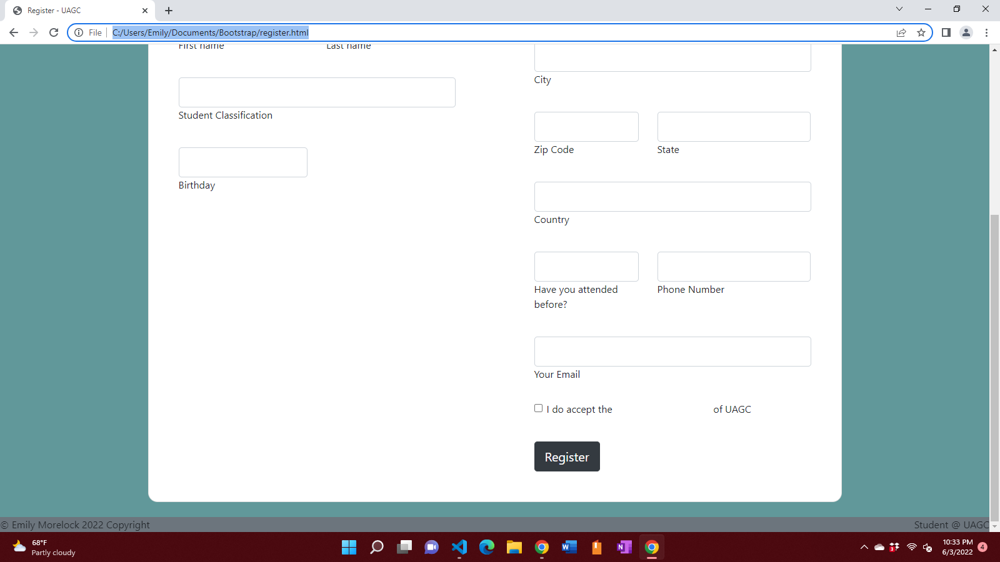 Register - UAGC
File
C:/Users/Emily/Documents/Bootstrap/register.html
First name
Last name
City
Student Classification
Zip Code
State
Birthday
Country
Have you attended
before?
Phone Number
Your Email
I do accept the of UAGC
Register
© Emily Morelock 2022 Copyright
Student @ UAGC
68°F
Partly cloudy
W
N
3
10:33 PM
6/3/2022
4